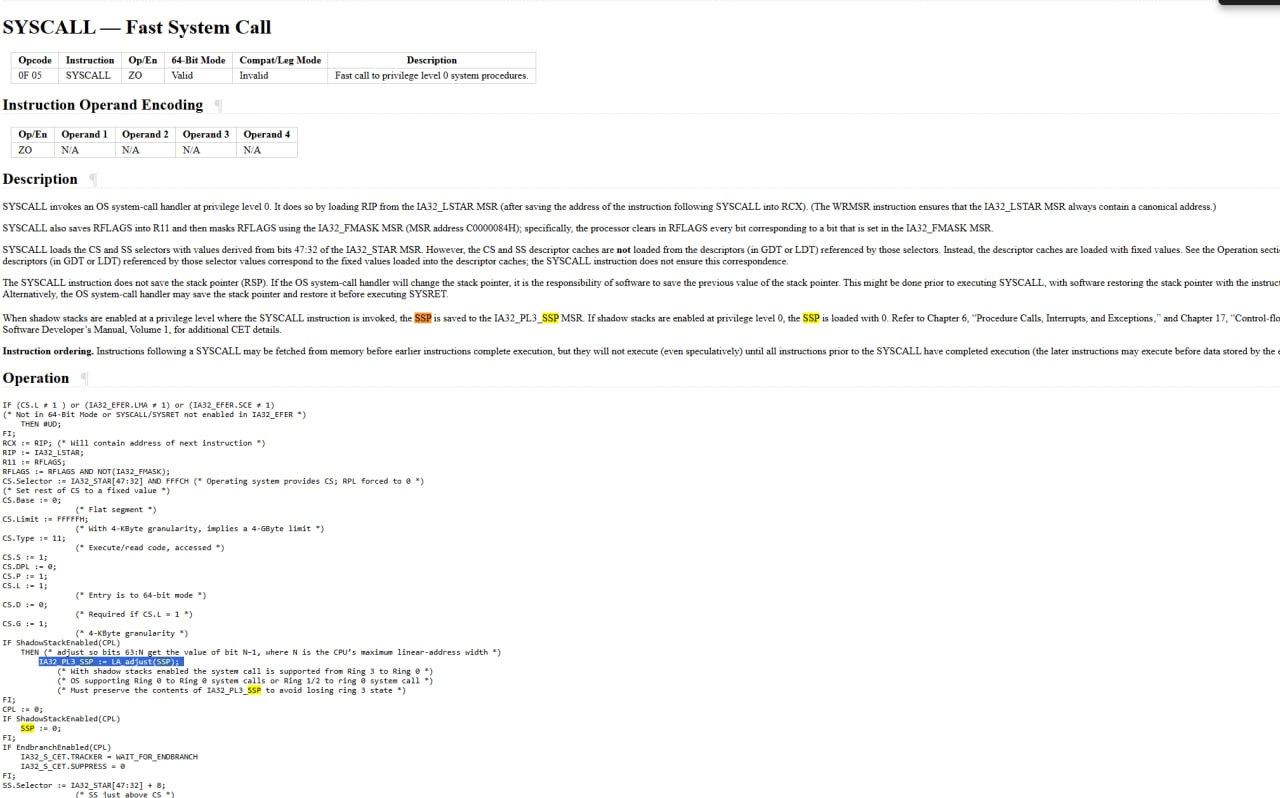 SYSCALL — Fast System Call
Opcode Instruction Op/En 64-Bit Mode Compat/Leg Mode Description
0F 05 SYSCALL ZO Valid Invalid Fast call to privilege level 0 system procedures.
Instruction Operand Encoding ¶
Op/En Operand 1 Operand 2 Operand 3 Operand 4
ZO N/A N/A N/A N/A
Description ¶
SYSCALL invokes an OS system-call handler at privilege level 0. It does so by loading RIP from the IA32_LSTAR MSR (after saving the address of the instruction following SYSCALL into RCX). (The WRMSR instruction ensures that the IA32_LSTAR MSR always contain a canonical address.)
SYSCALL also saves RFLAGS into R11 and then masks RFLAGS using the IA32_FMASK MSR (MSR address C0000084H); specifically, the processor clears in RFLAGS every bit corresponding to a bit that is set in the IA32_FMASK MSR.
SYSCALL loads the CS and SS selectors with values derived from bits 47:32 of the IA32_STAR MSR. However, the CS and SS descriptor caches are not loaded from the descriptors (in GDT or LDT) referenced by those selectors. Instead, the descriptor caches are loaded with fixed values. See the Operation secti
descriptors (in GDT or LDT) referenced by those selector values correspond to the fixed values loaded into the descriptor caches; the SYSCALL instruction does not ensure this correspondence.
The SYSCALL instruction does not save the stack pointer (RSP). If the OS system-call handler will change the stack pointer, it is the responsibility of software to save the previous value of the stack pointer. This might be done prior to executing SYSCALL, with software restoring the stack pointer with the instruc
Alternatively, the OS system-call handler may save the stack pointer and restore it before executing SYSRET.
When shadow stacks are enabled at a privilege level where the SYSCALL instruction is invoked, the SSP is saved to the IA32_PL3_SSP MSR. If shadow stacks are enabled at privilege level 0, the SSP is loaded with 0. Refer to Chapter 6, "Procedure Calls, Interrupts, and Exceptions," and Chapter 17, "Control-flo
Software Developer's Manual, Volume 1, for additional CET details.
Instruction ordering. Instructions following a SYSCALL may be fetched from memory before earlier instructions complete execution, but they will not execute (even speculatively) until all instructions prior to the SYSCALL have completed execution (the later instructions may execute before data stored by the e
Operation ¶
IF (CS.L ≠ 1 ) or (IA32_EFER.LMA ≠ 1) or (IA32_EFER.SCE ≠ 1)
(* Not in 64-Bit Mode or SYSCALL/SYSRET not enabled in IA32_EFER *)
THEN #UD;
FI;
RCX := RIP; (* Will contain address of next instruction *)
RIP := IA32_LSTAR;
R11 := RFLAGS;
RFLAGS := RFLAGS AND NOT(IA32_FMASK);
CS.Selector := IA32_STAR[47:32] AND FFFCH (* Operating system provides CS; RPL forced to 0 *)
(* Set rest of CS to a fixed value *)
CS.Base := 0;
(* Flat segment *)
CS.Limit := FFFFFH;
(* With 4-KByte granularity, implies a 4-GByte limit *)
CS.Type := 11;
(* Execute/read code, accessed *)
CS.S := 1;
CS.DPL := 0;
CS.P := 1;
CS.L := 1;
(* Entry is to 64-bit mode *)
CS.D := 0;
(* Required if CS.L = 1 *)
CS.G := 1;
(* 4-KByte granularity *)
IF ShadowStackEnabled(CPL)
THEN (* adjust so bits 63:N get the value of bit N-1, where N is the CPU's maximum linear-address width *)
IA32_PL3_SSP := LA_adjust(SSP);
(* With shadow stacks enabled the system call is supported from Ring 3 to Ring 0 *)
(* OS supporting Ring 0 to Ring 0 system calls or Ring 1/2 to ring 0 system call *)
(* Must preserve the contents of IA32_PL3_SSP to avoid losing ring 3 state *)
FI;
CPL := 0;
IF ShadowStackEnabled(CPL)
SSP := 0;
FI;
IF EndbranchEnabled(CPL)
IA32_S_CET.TRACKER = WAIT_FOR_ENDBRANCH
IA32_S_CET.SUPPRESS = 0
FI;
SS.Selector := IA32_STAR[47:32] + 8;
(* SS just above CS *)